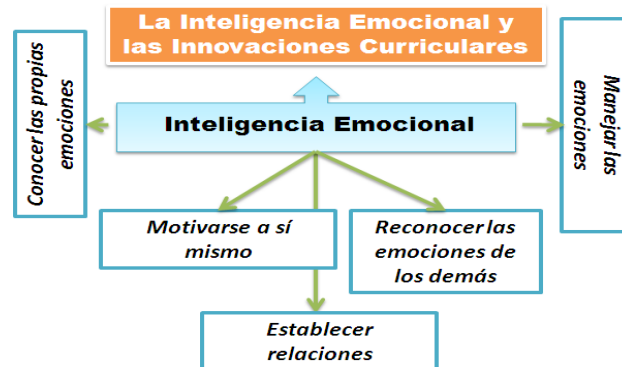 La Inteligencia Emocional y
las Innovaciones Curriculares
Conocer las propias
emociones
Inteligencia Emocional
Manejar las
emociones
Motivarse a sí
mismo
Reconocer las
emociones de
los demás
Establecer
relaciones